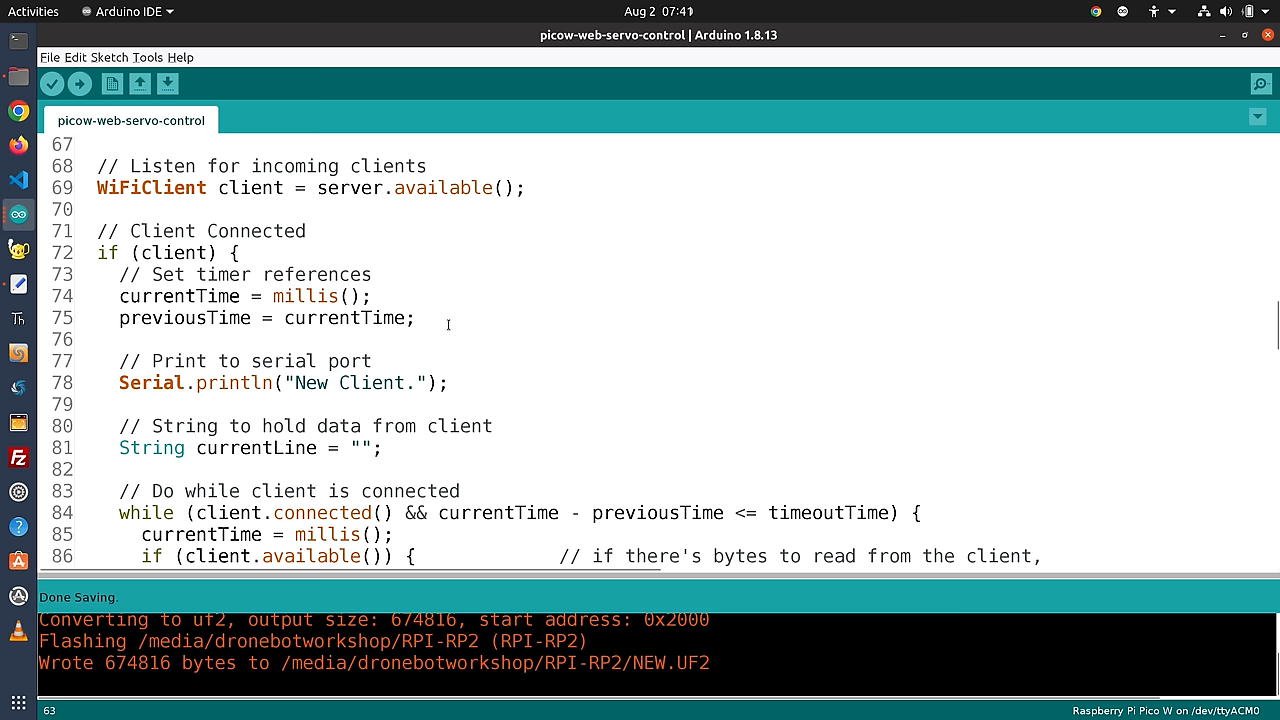 Activities
Arduino IDE
Aug 2 07:41
picow-web-servo-control | Arduino 1.8.13
File Edit Sketch Tools Help
picow-web-servo-control
67
68 // Listen for incoming clients
69 WiFiClient client = server.available();
70
71 // Client Connected
72 if (client) {
73 // Set timer references
74 currentTime = millis();
75 previousTime = currentTime;
76
77 // Print to serial port
78 Serial.println("New Client.");
79
80 // String to hold data from client
81 String currentLine = "";
82
83 // Do while client is connected
84 while (client.connected() && currentTime - previousTime <= timeoutTime) {
85 currentTime = millis();
86 if (client.available()) { // if there's bytes to read from the client,
Done Saving.
Converting to uf2, output size: 674816, start address: 0x2000
Flashing /media/dronebotworkshop/RPI-RP2 (RPI-RP2)
Wrote 674816 bytes to /media/dronebotworkshop/RPI-RP2/NEW.UF2
63
Raspberry Pi Pico W on /dev/ttyACM0
Th
Fz